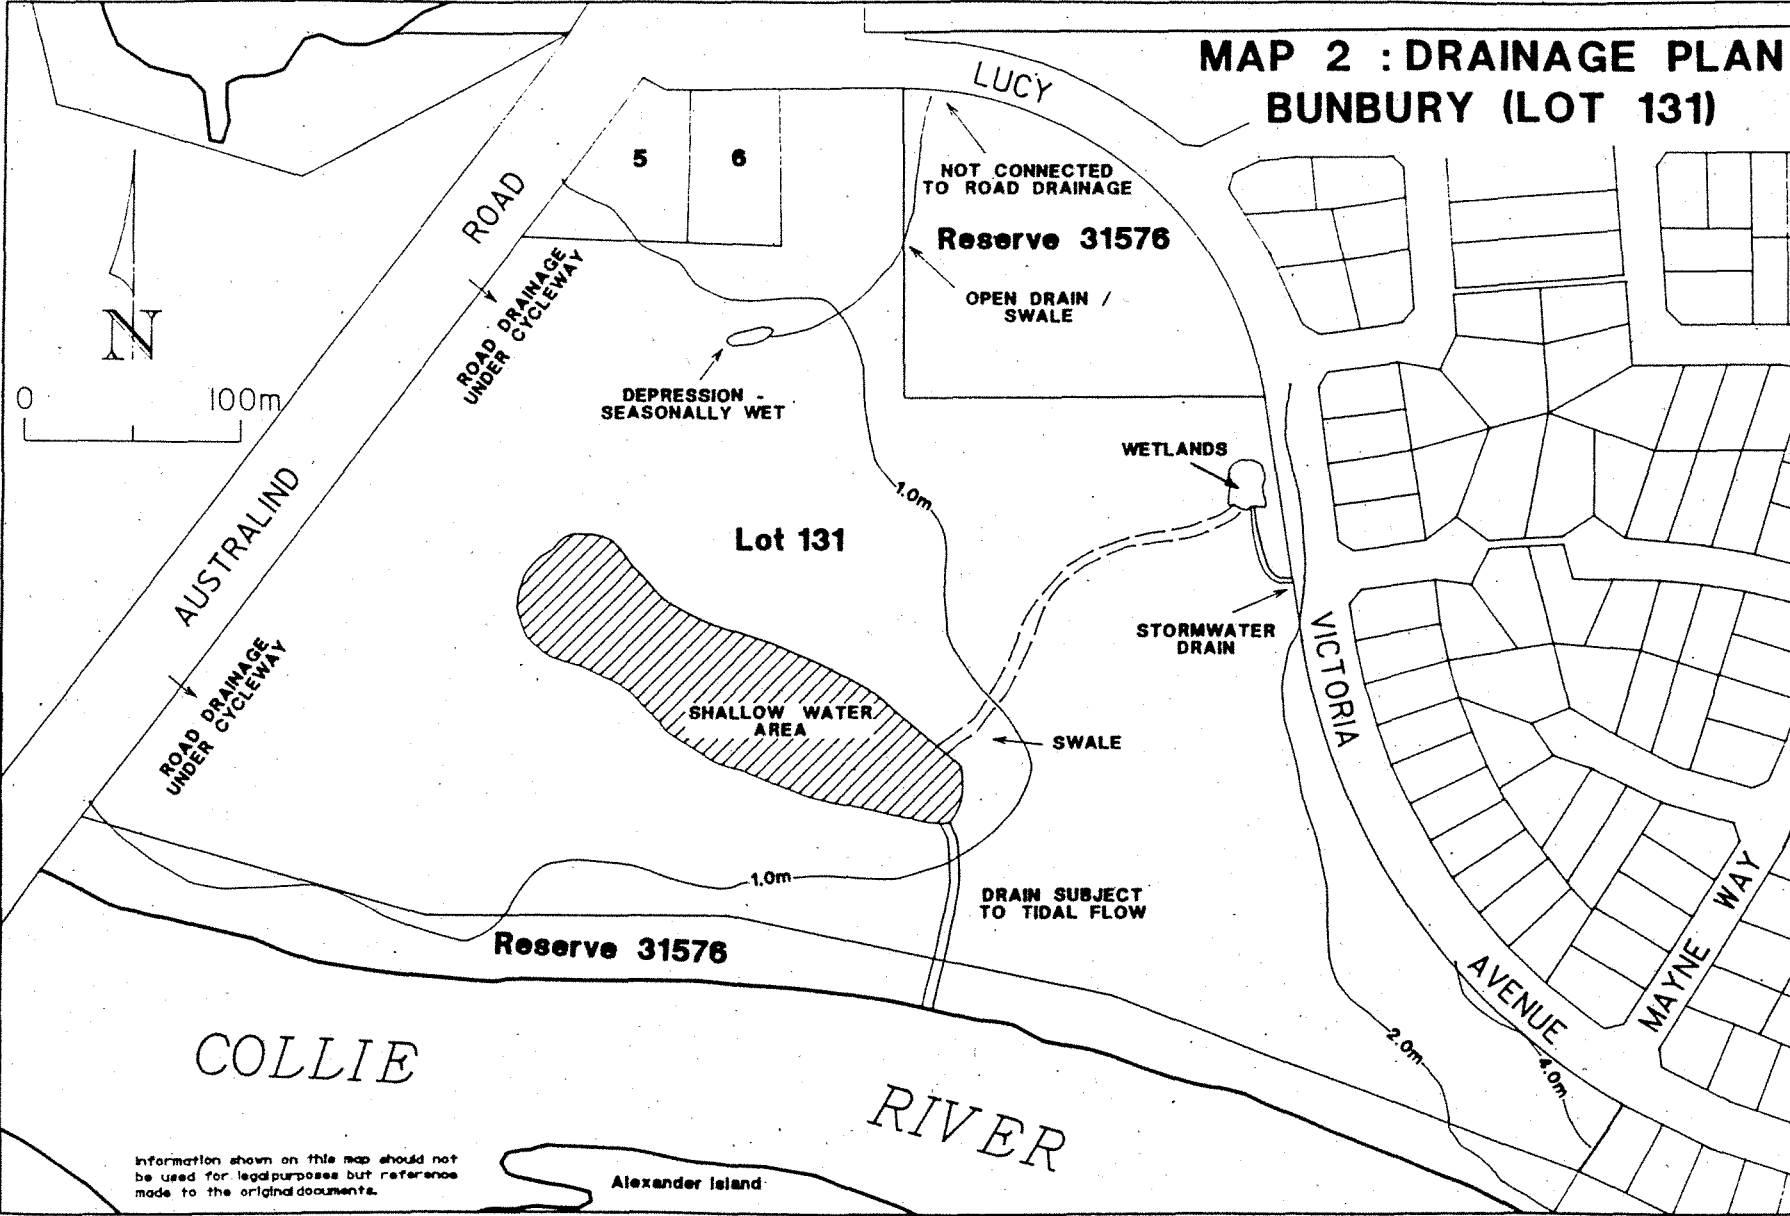 MAP 2 : DRAINAGE PLAN
BUNBURY (LOT 131)
LUCY
5
6
NOT CONNECTED
TO ROAD DRAINAGE
Reserve 31576
ROAD
ROAD DRAINAGE
UNDER CYCLEWAY
OPEN DRAIN /
SWALE
N
0
100m
DEPRESSION -
SEASONALLY WET
WETLANDS
1.0m
AUSTRALIND
Lot 131
STORMWATER
DRAIN
VICTORIA
ROAD DRAINAGE
UNDER CYCLEWAY
SHALLOW WATER
AREA
SWALE
1.0m
DRAIN SUBJECT
TO TIDAL FLOW
Reserve 31576
AVENUE
MAYNE WAY
2.0m
4.0m
COLLIE
RIVER
Information shown on this map should not
be used for legal purposes but reference
made to the original documents.
Alexander Island